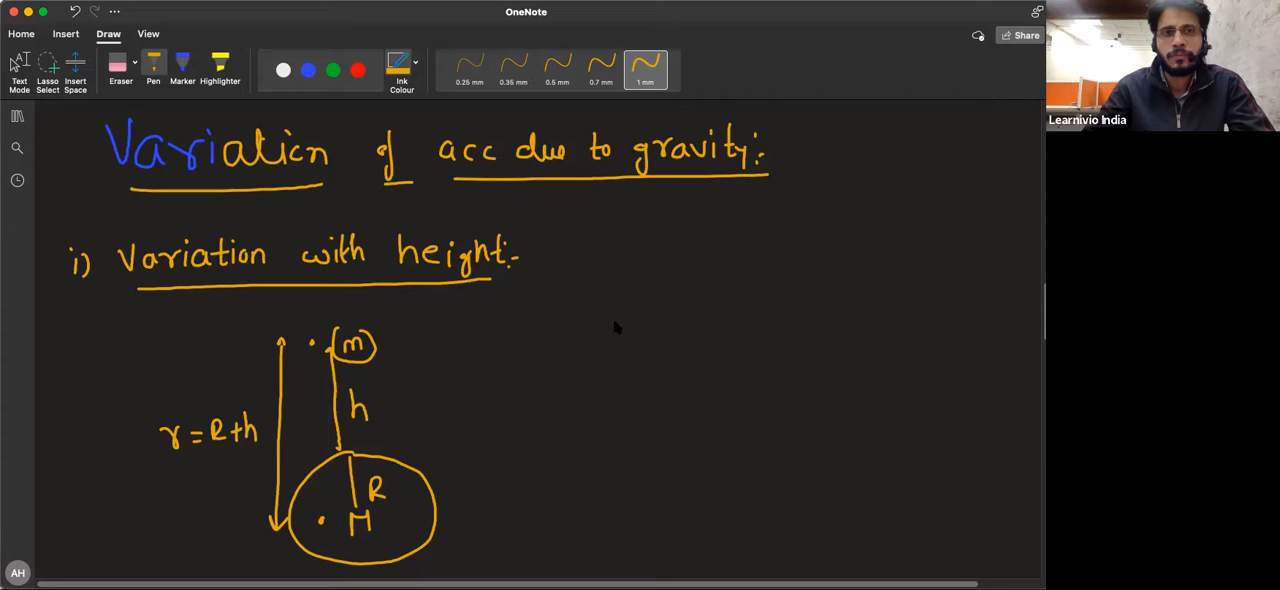 OneNote
Home Insert Draw View
Share
Text Mode
Lasso Select
Insert Space
Eraser
Pen
Marker
Highlighter
Ink Colour
0.25 mm
0.35 mm
0.5 mm
0.7 mm
1 mm
Learnivio India
Variation of acc due to gravity:
i) Variation with height:-
(m)
h
r = R+h
R
M
AH